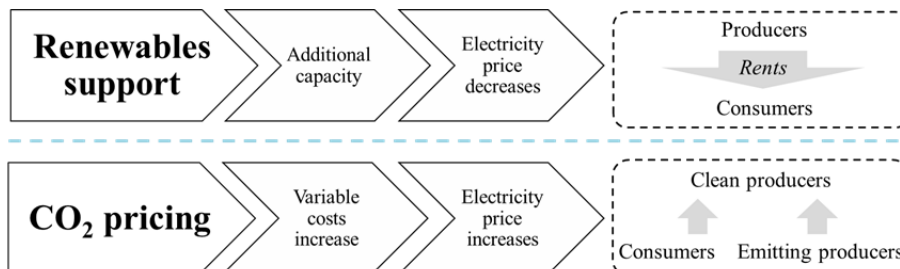 Renewables
support
Additional
capacity
Electricity
price
decreases
Producers
Rents
Consumers
CO₂ pricing
Variable
costs
increase
Electricity
price
increases
Clean producers
Consumers
Emitting producers